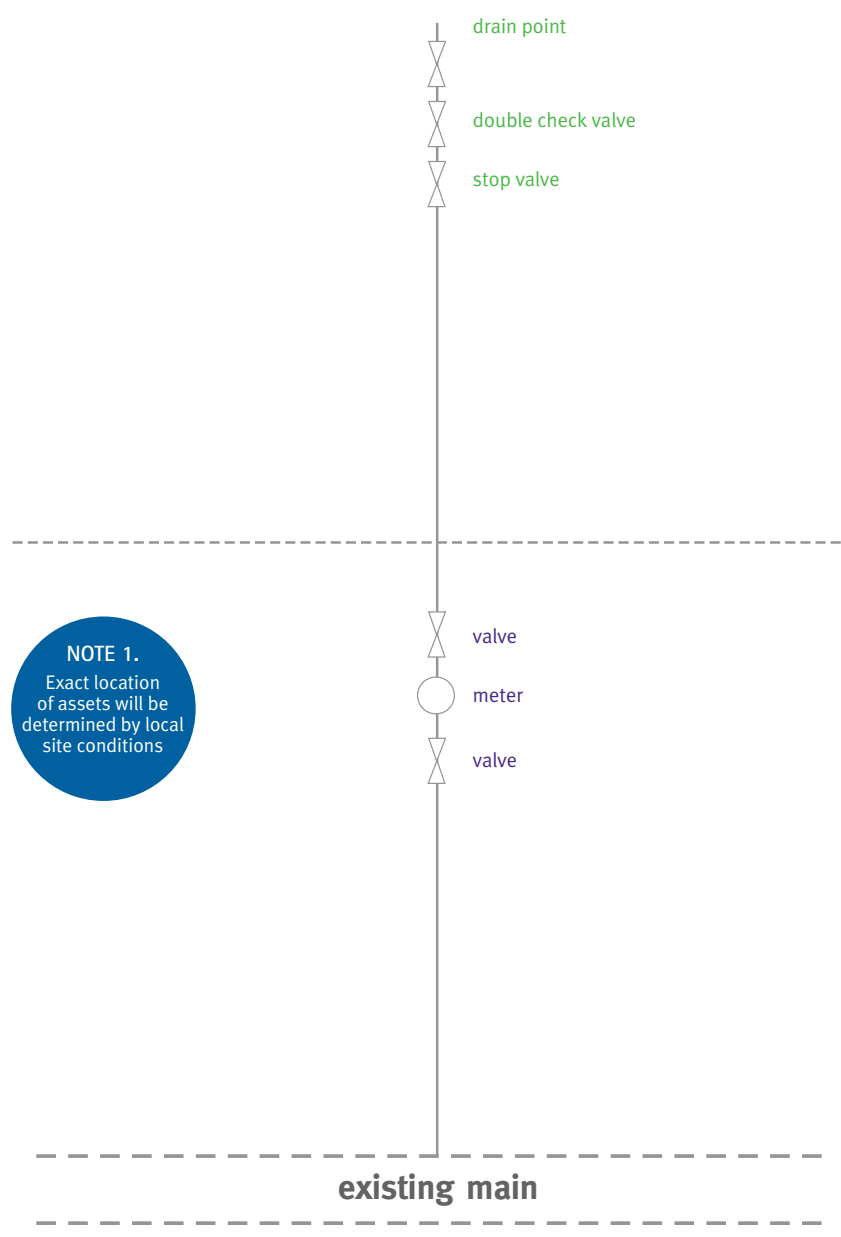 drain point
double check valve
stop valve
valve
NOTE 1.
Exact location
of assets will be
determined by local
site conditions
meter
valve
existing main